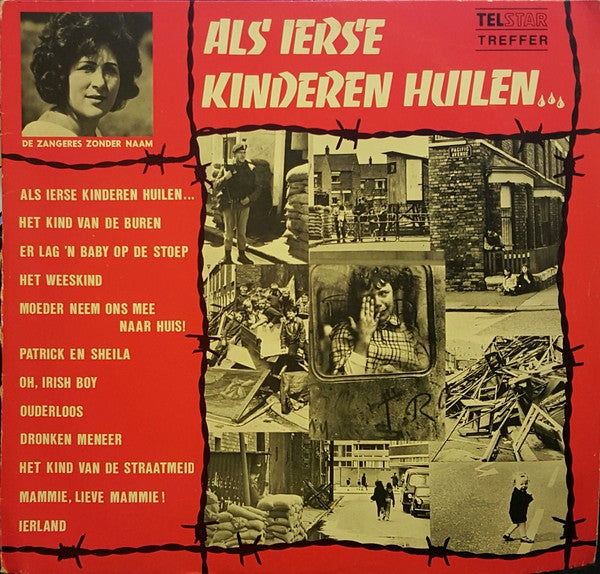 ALS IERSE
KINDEREN HUILEN...
TELSTAR
TREFFER
DE ZANGERES ZONDER NAAM
ALS IERSE KINDEREN HUILEN...
HET KIND VAN DE BUREN
ER LAG 'N BABY OP DE STOEP
HET WEESKIND
MOEDER NEEM ONS MEE
NAAR HUIS!
PATRICK EN SHEILA
OH, IRISH BOY
OUDERLOOS
DRONKEN MENEER
HET KIND VAN DE STRAATMEID
MAMMIE, LIEVE MAMMIE!
IERLAND
PACIFIC
AVENUE
I.R.